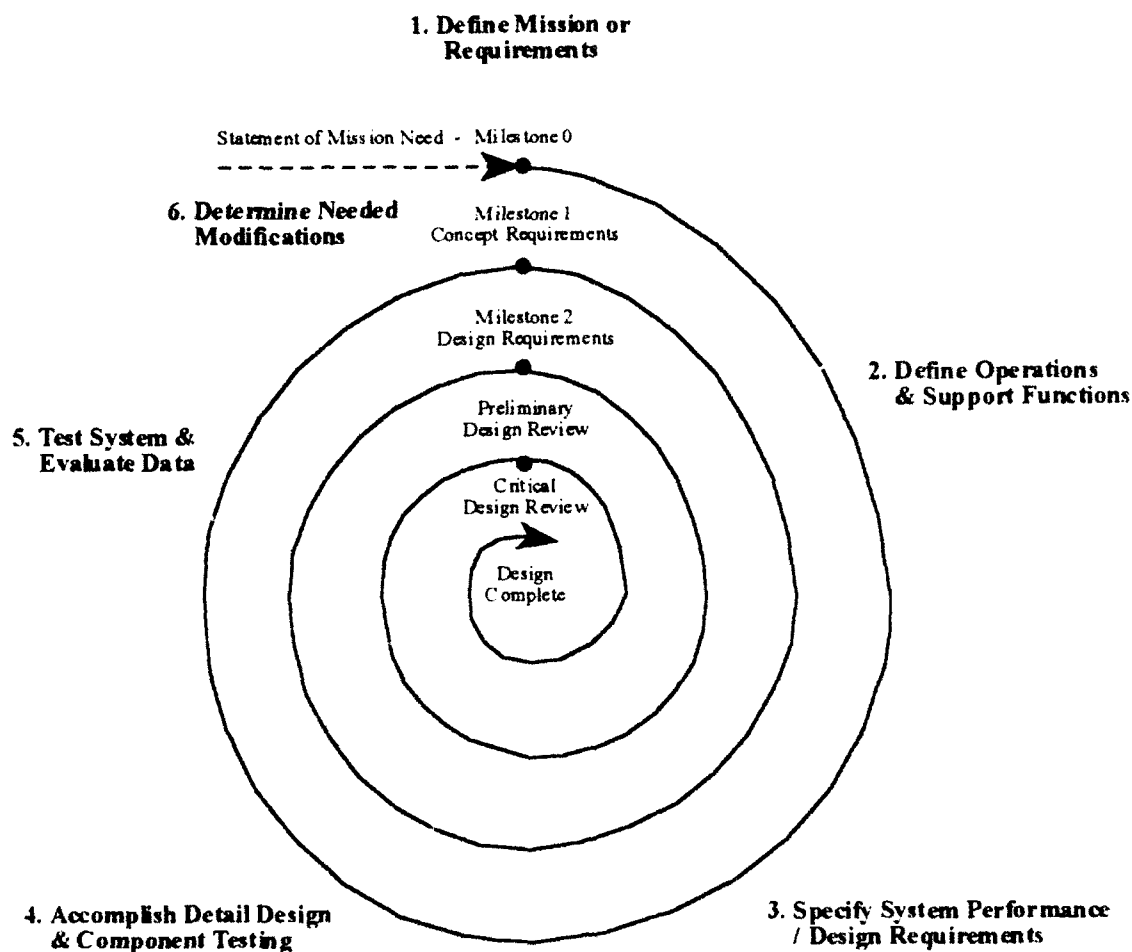 1. Define Mission or
Requirements
Statement of Mission Need - Milestone 0
6. Determine Needed
Modifications
Milestone 1
Concept Requirements
Milestone 2
Design Requirements
2. Define Operations
& Support Functions
Preliminary
Design Review
5. Test System &
Evaluate Data
Critical
Design Review
Design
Complete
4. Accomplish Detail Design
& Component Testing
3. Specify System Performance
/ Design Requirements